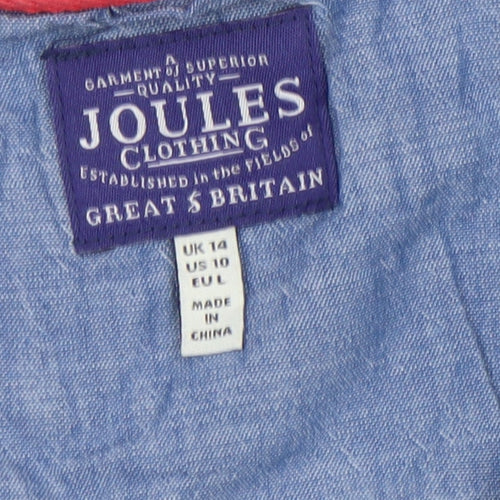 A
GARMENT of SUPERIOR
QUALITY
JOULES
CLOTHING
ESTABLISHED in the FIELDS of
GREAT & BRITAIN
UK 14
US 10
EU L
MADE
IN
CHINA